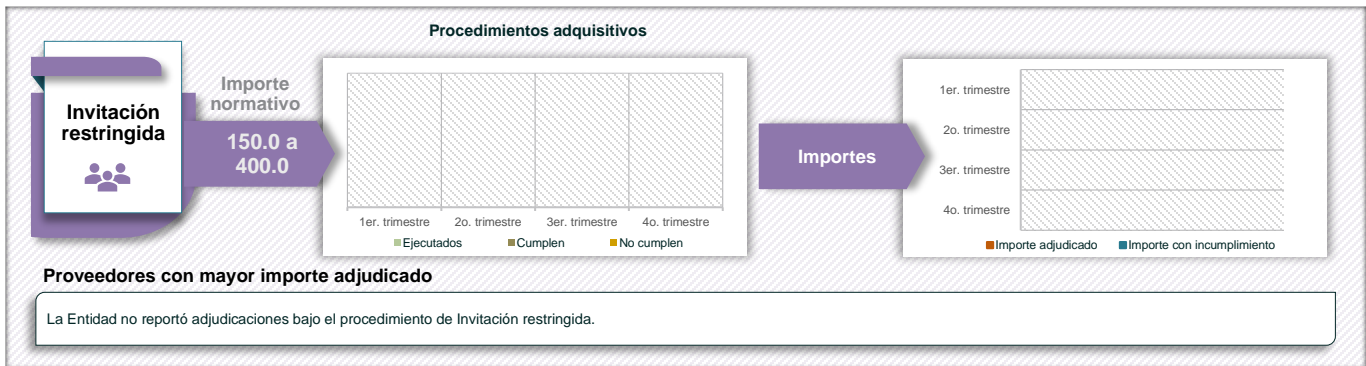 Procedimientos adquisitivos
Invitación
restringida
Importe
normativo
150.0 a
400.0
1er. trimestre 2o. trimestre 3er. trimestre 4o. trimestre
Ejecutados Cumplen No cumplen
Importes
1er. trimestre
2o. trimestre
3er. trimestre
4o. trimestre
Importe adjudicado Importe con incumplimiento
Proveedores con mayor importe adjudicado
La Entidad no reportó adjudicaciones bajo el procedimiento de Invitación restringida.